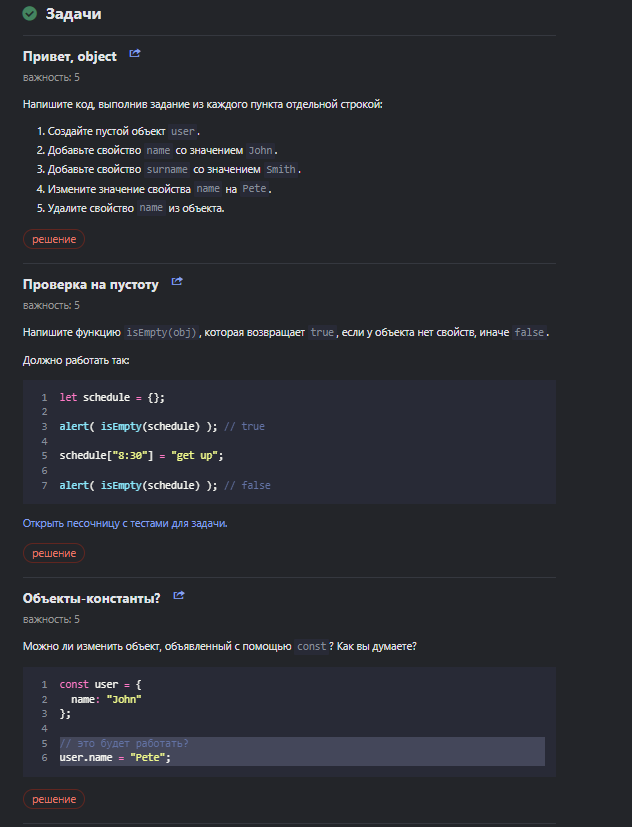 Задачи
Привет, object
важность: 5
Напишите код, выполнив задание из каждого пункта отдельной строкой:
1. Создайте пустой объект user.
2. Добавьте свойство name со значением John.
3. Добавьте свойство surname со значением Smith.
4. Измените значение свойства name на Pete.
5. Удалите свойство name из объекта.
решение
Проверка на пустоту
важность: 5
Напишите функцию isEmpty(obj), которая возвращает true, если у объекта нет свойств, иначе false.
Должно работать так:
1 let schedule = {};
2
3 alert( isEmpty(schedule) ); // true
4
5 schedule["8:30"] = "get up";
6
7 alert( isEmpty(schedule) ); // false
Открыть песочницу с тестами для задачи.
решение
Объекты-константы?
важность: 5
Можно ли изменить объект, объявленный с помощью const? Как вы думаете?
1 const user = {
2 name: "John"
3 };
4
5 // это будет работать?
6 user.name = "Pete";
решение